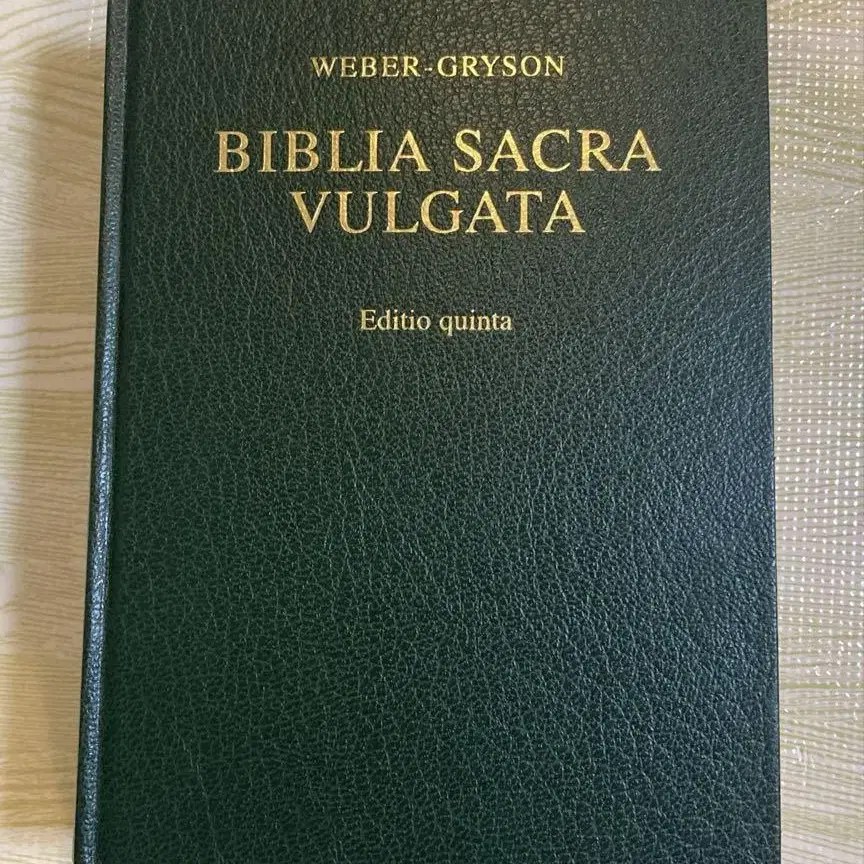 WEBER-GRYSON
BIBLIA SACRA
VULGATA
Editio quinta